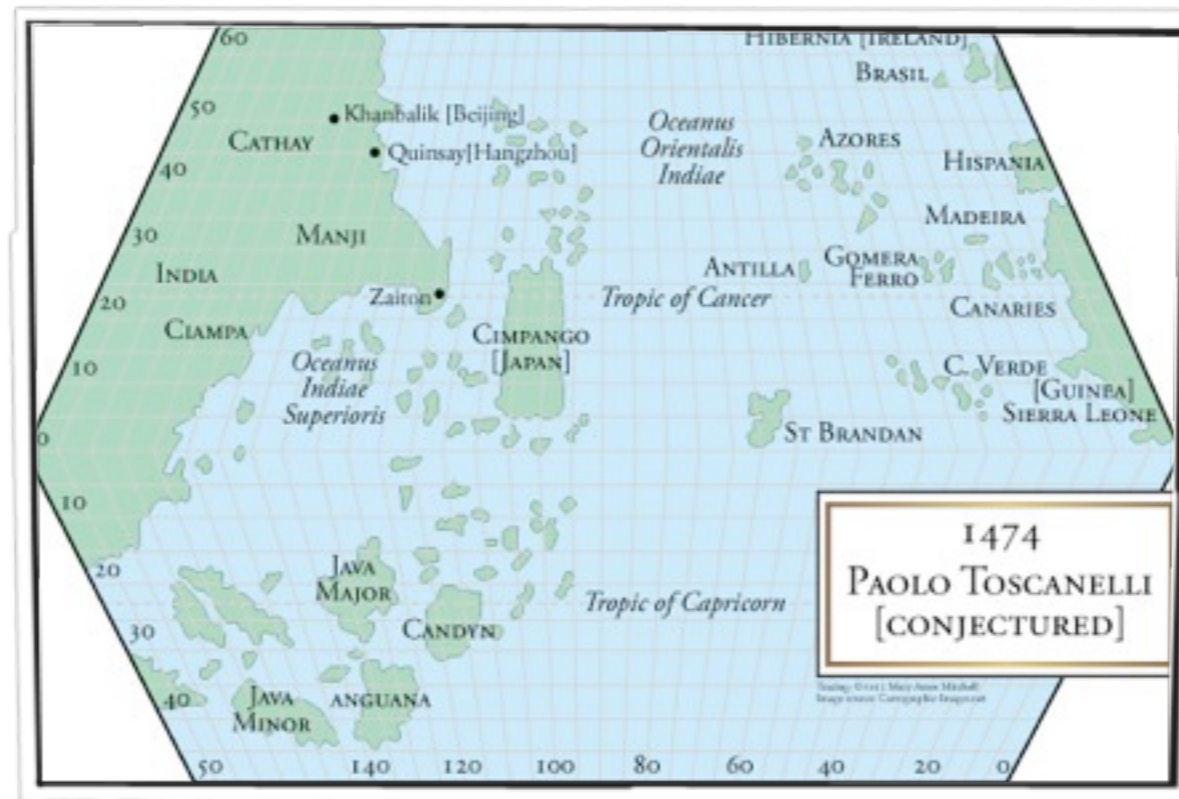 60
HIBERNIA [IRELAND]
BRASIL
50
Khanbalik [Beijing]
CATHAY
Oceanus
Orientalis
Indiae
AZORES
Quinsay[Hangzhou]
HISPANIA
40
MADEIRA
30
MANJI
INDIA
ANTILLA
GOMERA
FERRO
20
Zaiton
Tropic of Cancer
CANARIES
CIAMPA
CIMPANGO
[JAPAN]
10
Oceanus
Indiae
Superioris
C. VERDE
[GUINEA]
SIERRA LEONE
0
ST BRANDAN
10
1474
PAOLO TOSCANELLI
[CONJECTURED]
20
JAVA
MAJOR
Tropic of Capricorn
30
CANDYN
40
JAVA
MINOR
ANGUANA
50 140 120 100 80 60 40 20 0